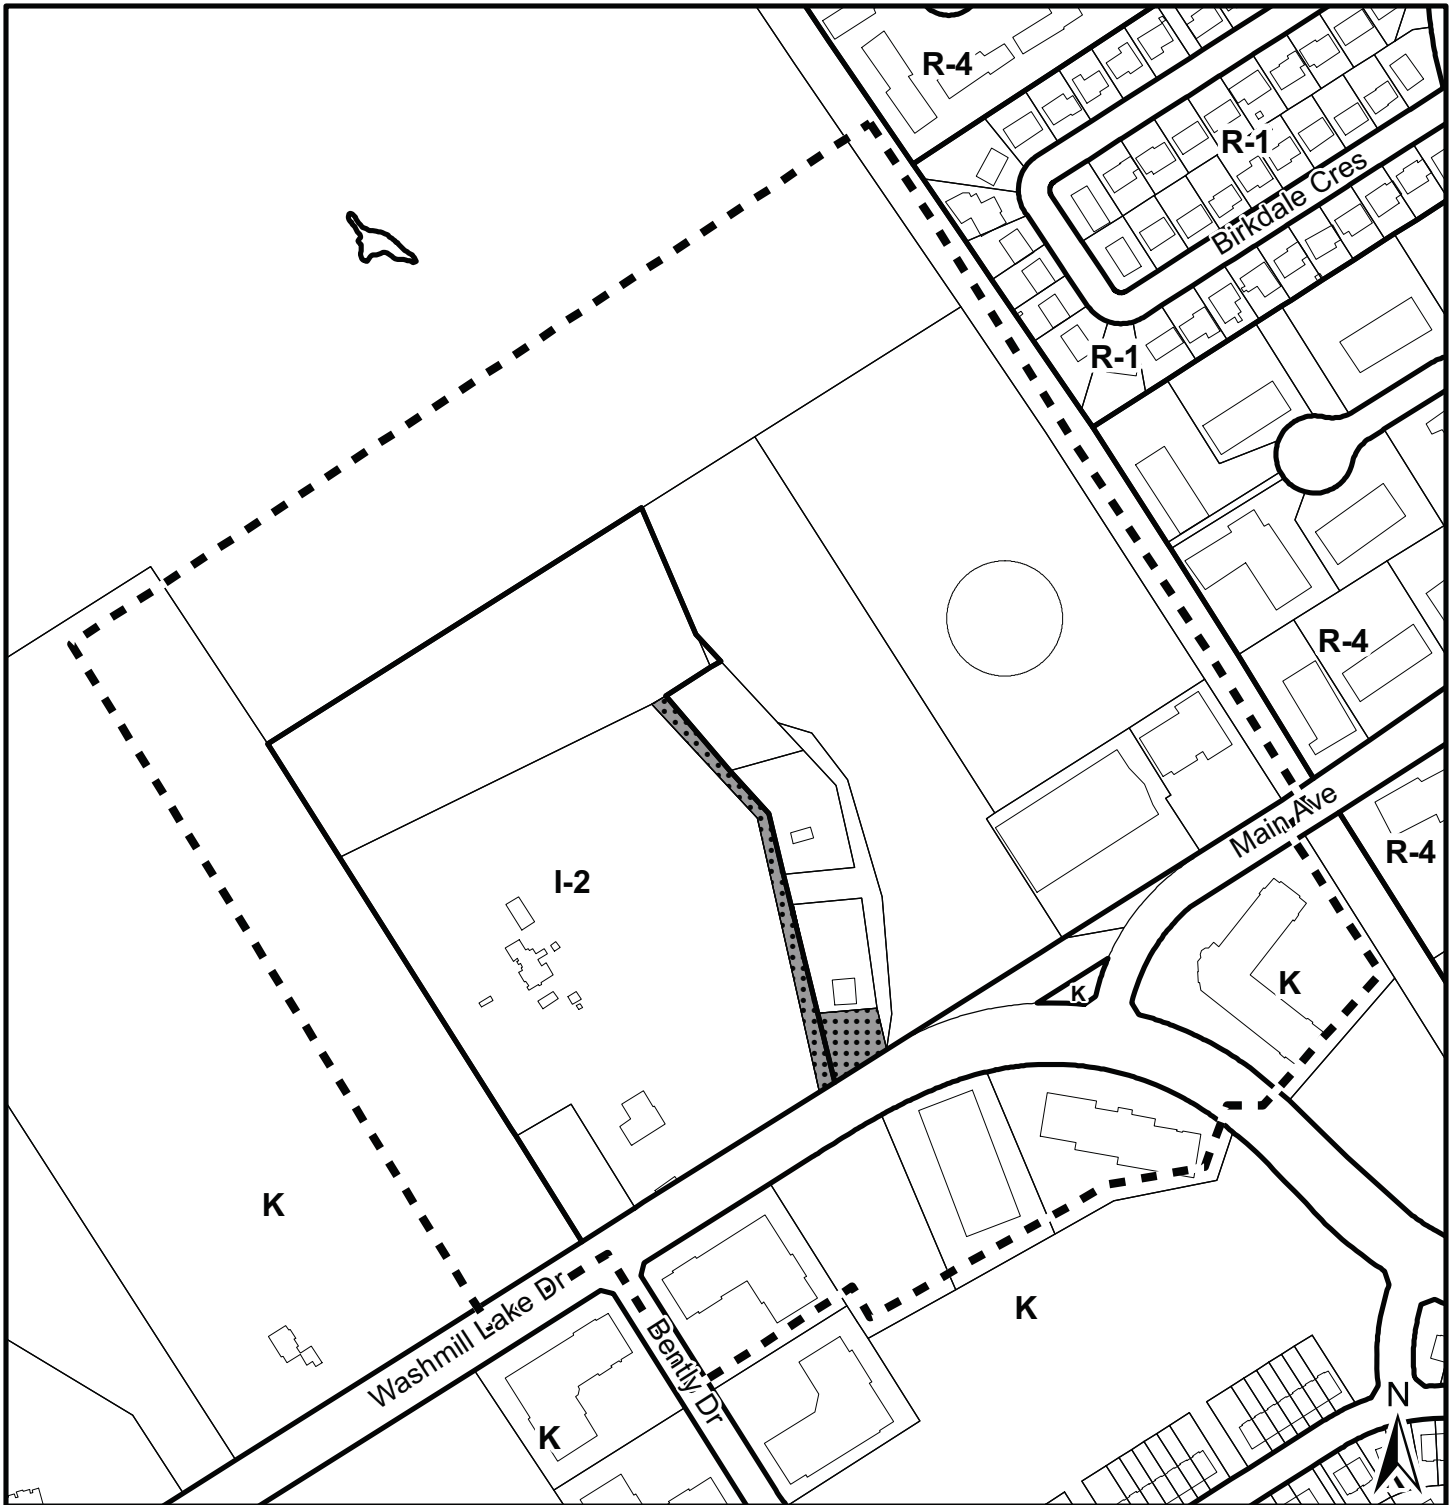 R-4
R-1
Birkdale Cres
R-1
R-4
Main Ave
R-4
I-2
K
K
K
Washmill Lake Dr
Bently Dr
K
K
N